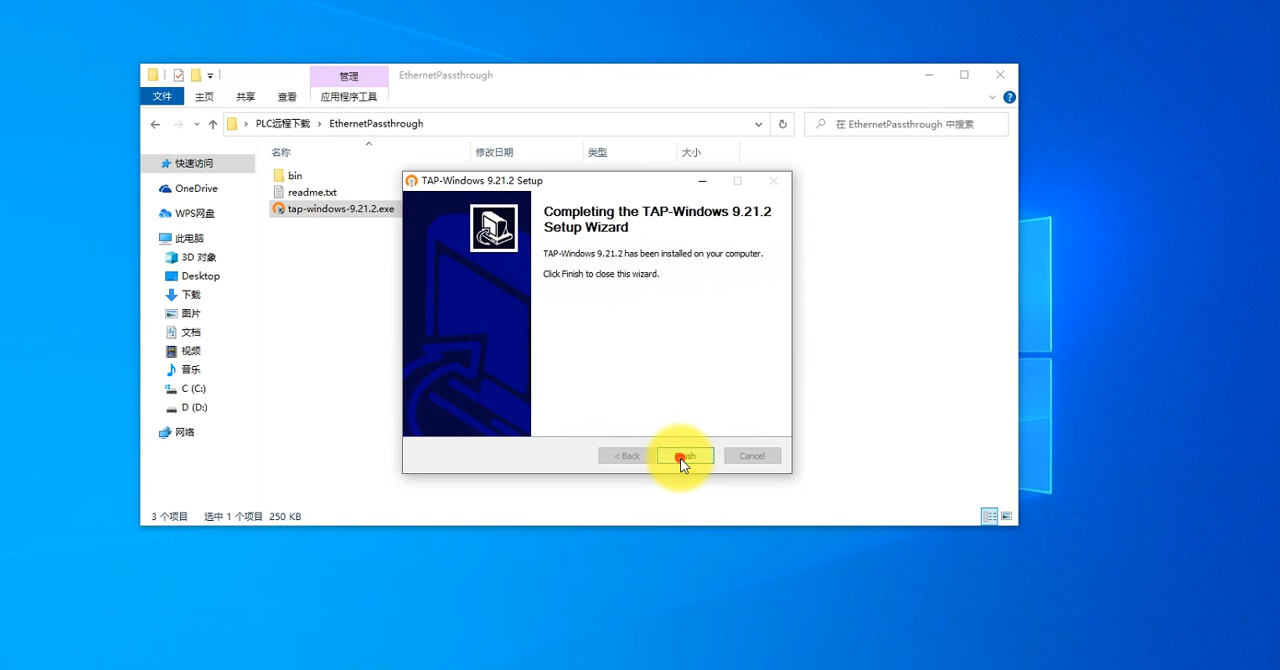 管理
EthernetPassthrough
文件
主页
共享
查看
应用程序工具
PLC远程下载
EthernetPassthrough
在 EthernetPassthrough 中搜索
名称
修改日期
类型
大小
快速访问
OneDrive
WPS网盘
此电脑
3D 对象
Desktop
下载
图片
文档
视频
音乐
C (C:)
D (D:)
网络
bin
readme.txt
tap-windows-9.21.2.exe
TAP-Windows 9.21.2 Setup
Completing the TAP-Windows 9.21.2
Setup Wizard
TAP-Windows 9.21.2 has been installed on your computer.
Click Finish to close this wizard.
< Back
Finish
Cancel
3 个项目
选中 1 个项目 250 KB